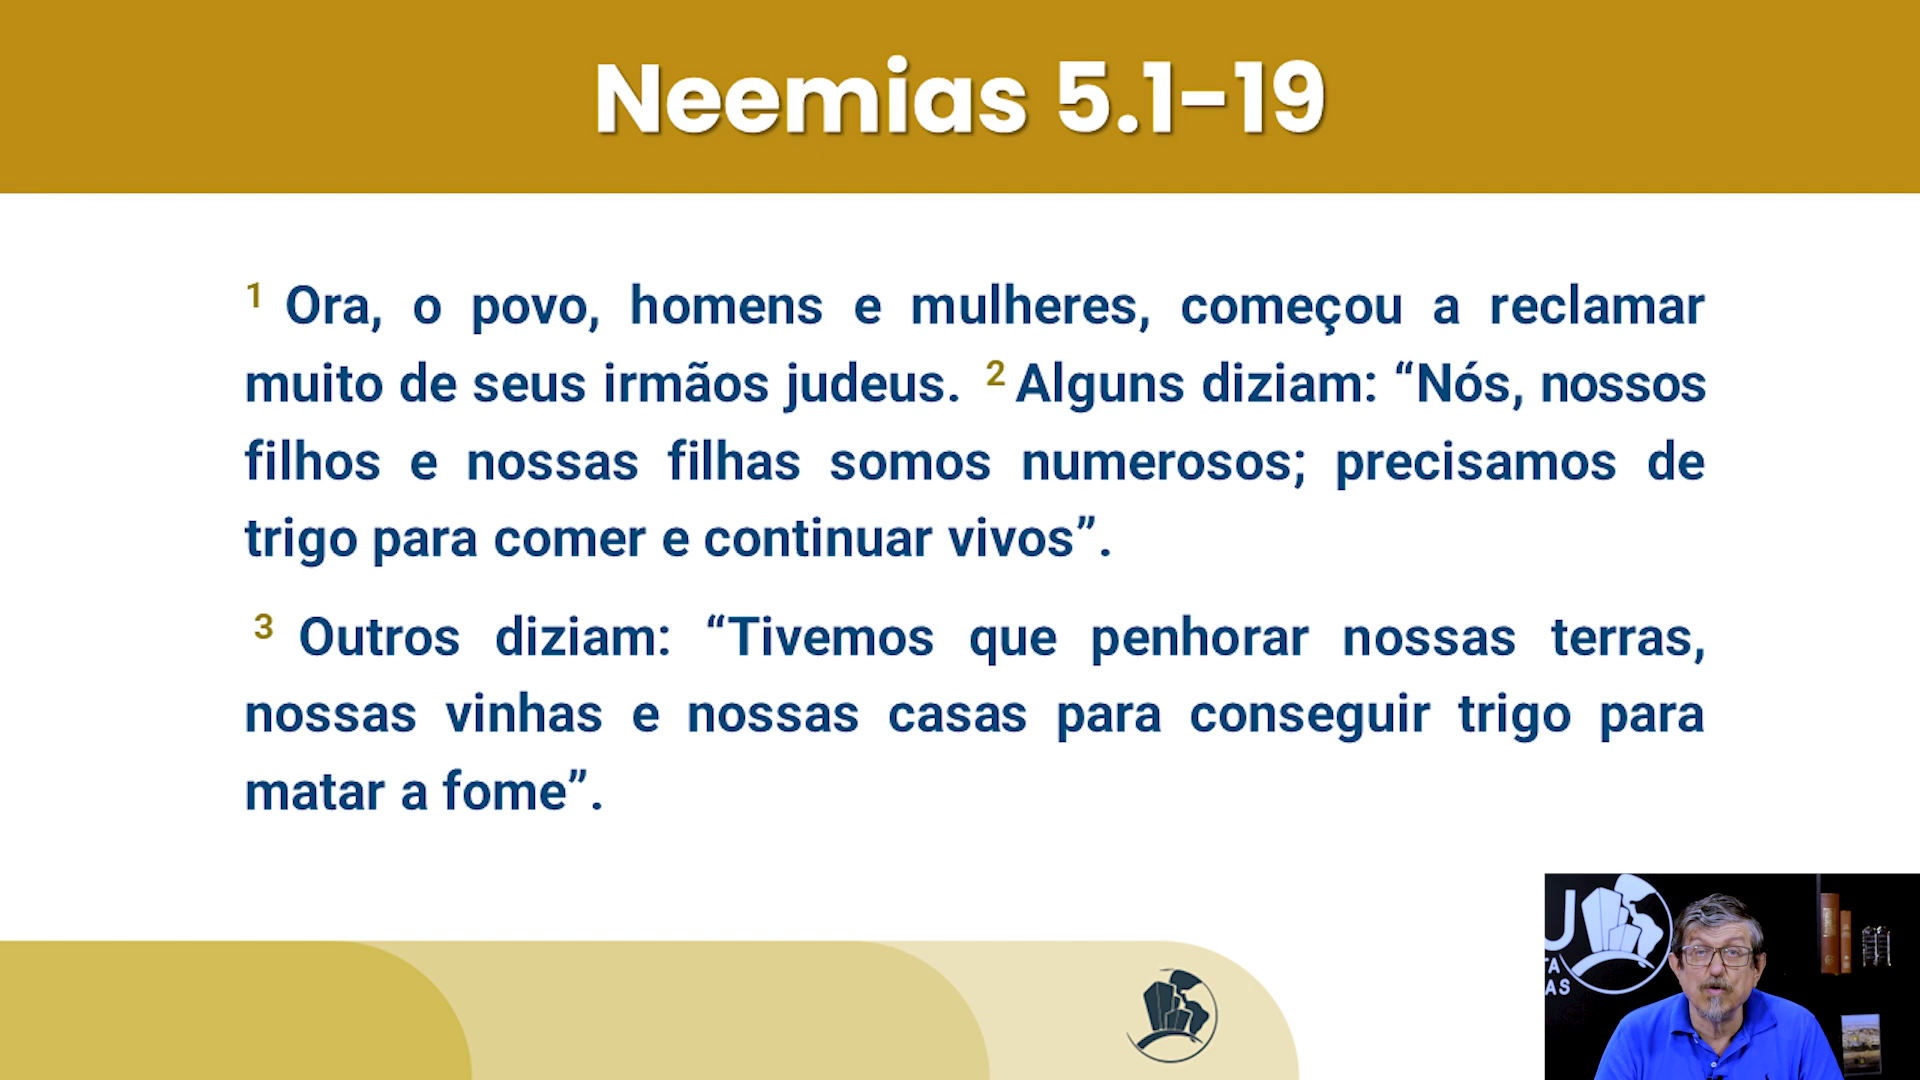 Neemias 5.1-19
1 Ora, o povo, homens e mulheres, começou a reclamar
muito de seus irmãos judeus. 2 Alguns diziam: “Nós, nossos
filhos e nossas filhas somos numerosos; precisamos de
trigo para comer e continuar vivos”.
3 Outros diziam: “Tivemos que penhorar nossas terras,
nossas vinhas e nossas casas para conseguir trigo para
matar a fome”.
U
TA
AS